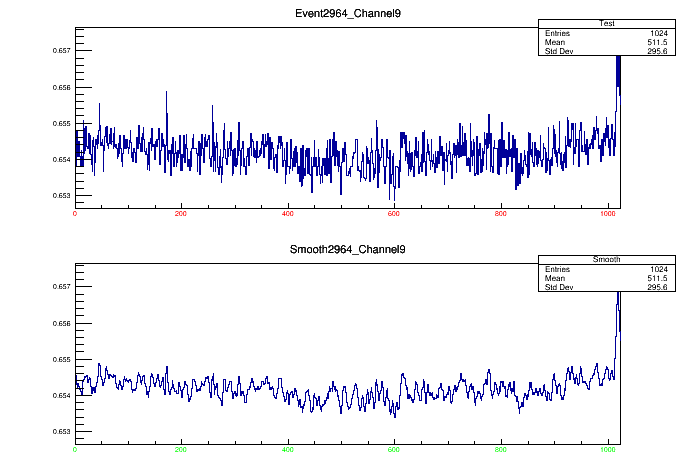 Event2964_Channel9
Test
Entries 1024
Mean 511.5
Std Dev 295.6
0.657
0.656
0.655
0.654
0.653
0 200 400 600 800 1000
Smooth2964_Channel9
Smooth
Entries 1024
Mean 511.5
Std Dev 295.6
0.657
0.656
0.655
0.654
0.653
0 200 400 600 800 1000